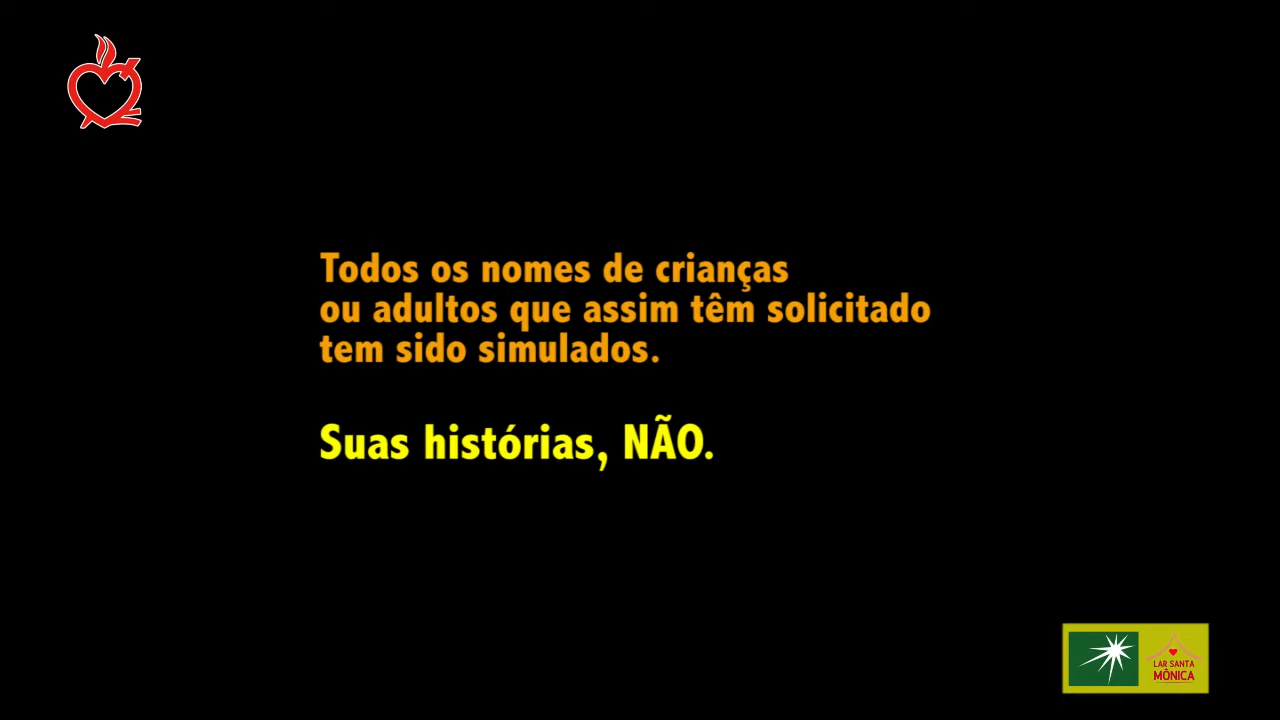 Todos os nomes de crianças
ou adultos que assim têm solicitado
tem sido simulados.
Suas histórias, NÃO.
LAR SANTA
MÔNICA